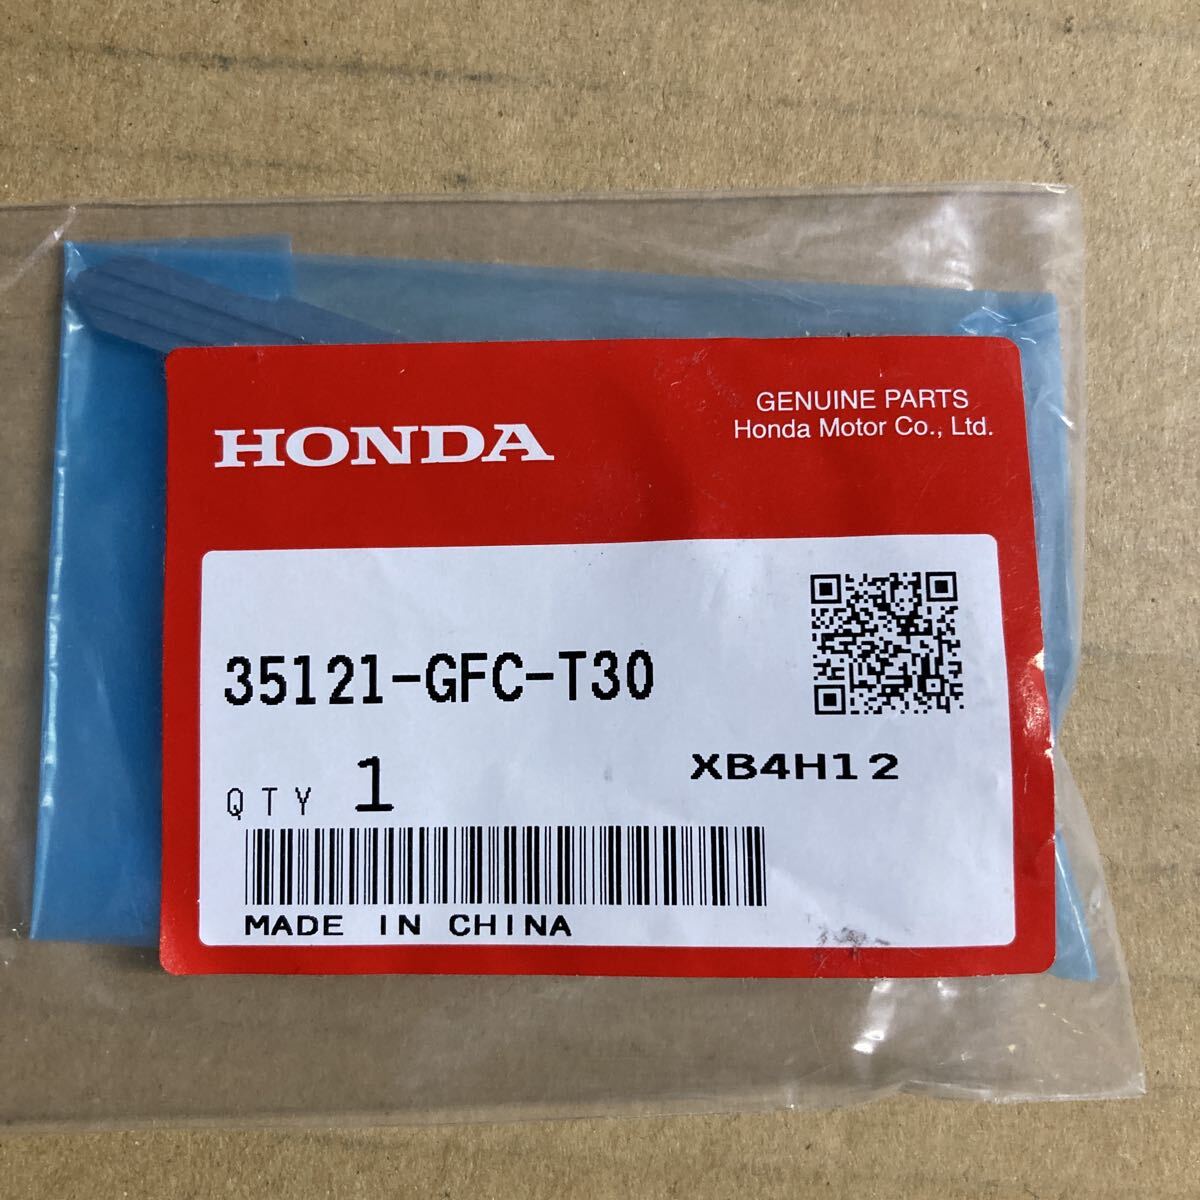 HONDA
GENUINE PARTS
Honda Motor Co., Ltd.
35121-GFC-T30
QTY 1
XB4H12
MADE IN CHINA